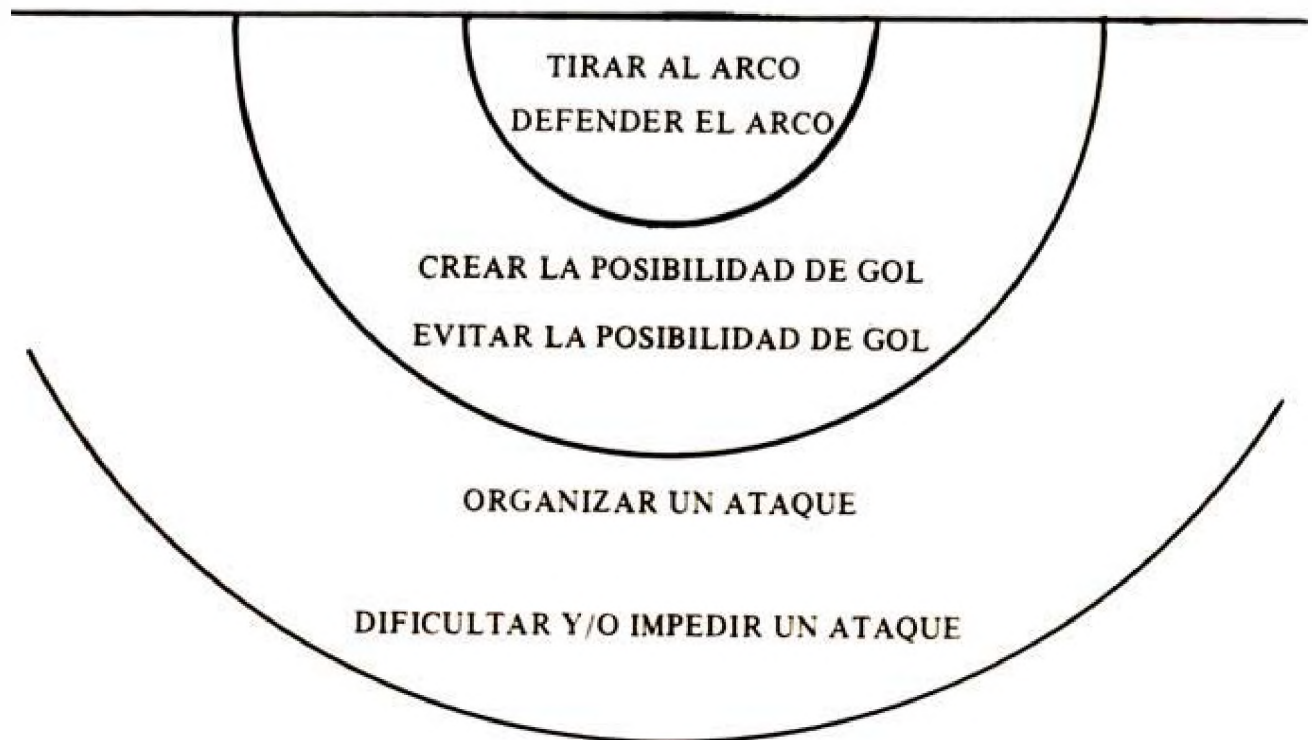 TIRAR AL ARCO
DEFENDER EL ARCO
CREAR LA POSIBILIDAD DE GOL
EVITAR LA POSIBILIDAD DE GOL
ORGANIZAR UN ATAQUE
DIFICULTAR Y/O IMPEDIR UN ATAQUE